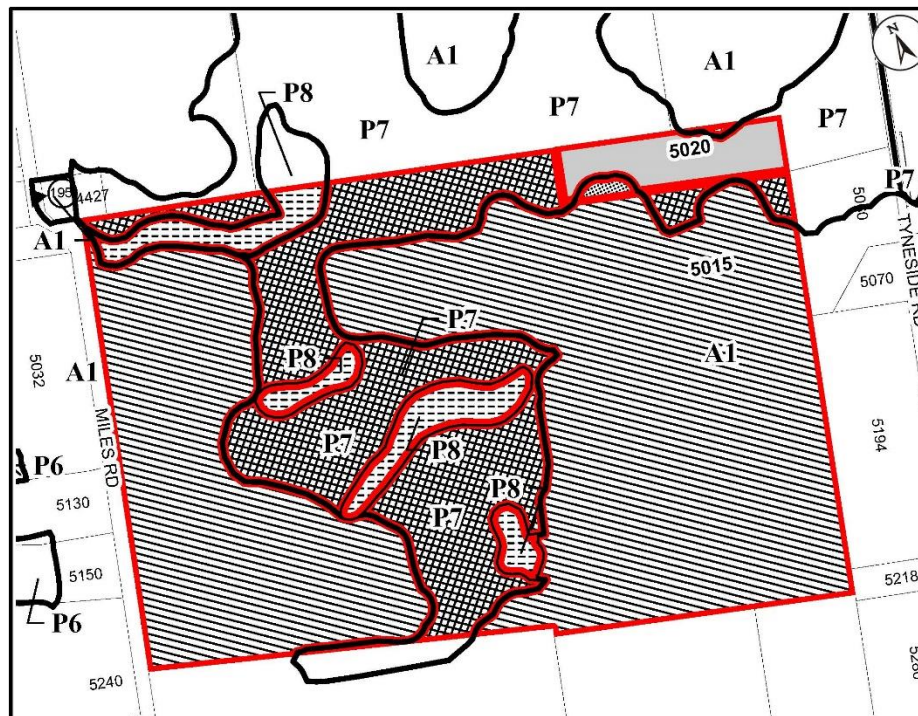 N
A1
A1
P8
P7
P7
P7
5020
P7
195
4427
A1
5015
5070
TYNESIDE RD
P7
P8
A1
A1
5032
MILES RD
P7
P8
5194
P8
P6
P7
5130
5150
5218
P6
5240